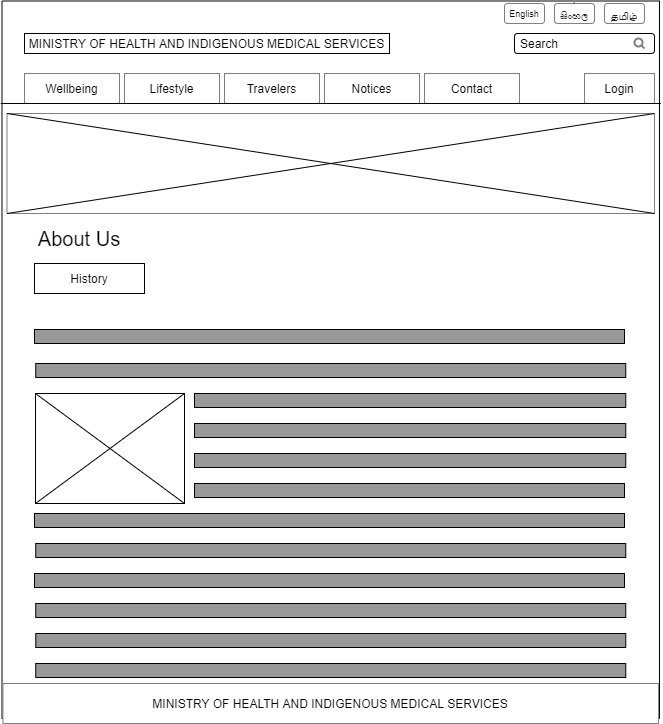 English සිංහල தமிழ்
MINISTRY OF HEALTH AND INDIGENOUS MEDICAL SERVICES
Search
Wellbeing Lifestyle Travelers Notices Contact Login
About Us
History
MINISTRY OF HEALTH AND INDIGENOUS MEDICAL SERVICES